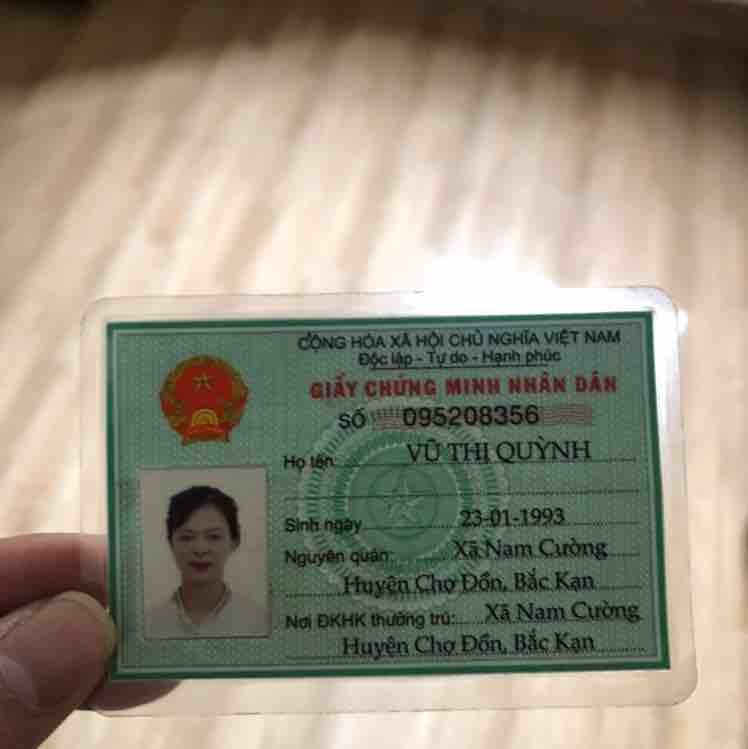 CỘNG HÒA XÃ HỘI CHỦ NGHĨA VIỆT NAM
Độc lập - Tự do - Hạnh phúc
GIẤY CHỨNG MINH NHÂN DÂN
SỐ 095208356
Họ tên: VŨ THỊ QUỲNH
Sinh ngày 23-01-1993
Nguyên quán: Xã Nam Cường
Huyện Chợ Đồn, Bắc Kạn
Nơi ĐKHK thường trú: Xã Nam Cường
Huyện Chợ Đồn, Bắc Kạn